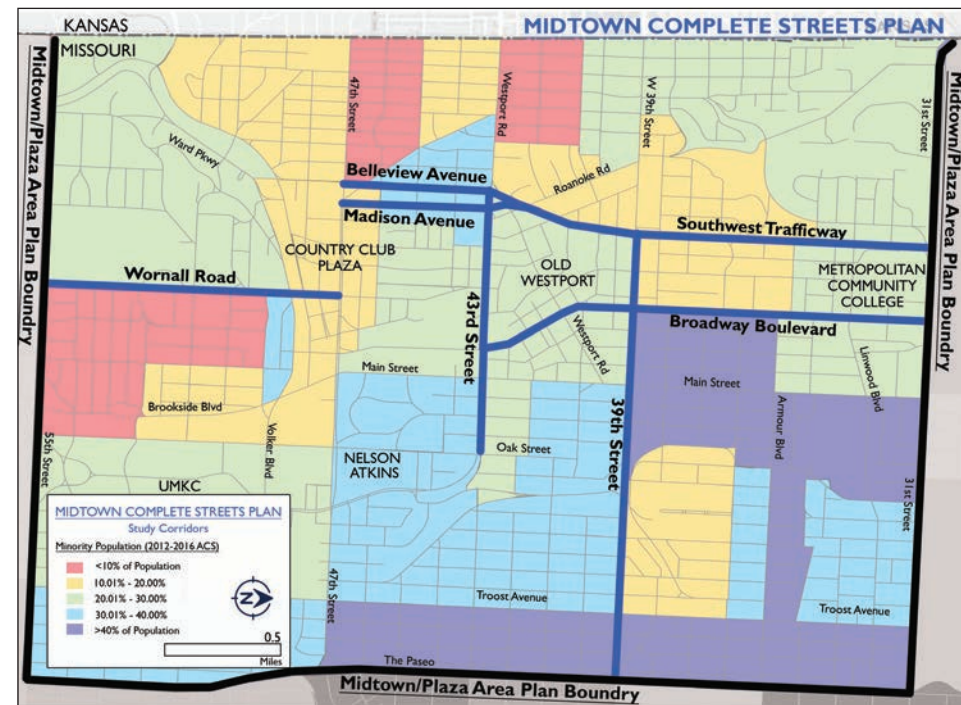 KANSAS
MISSOURI
MIDTOWN COMPLETE STREETS PLAN
Midtown/Plaza Area Plan Boundry
Midtown/Plaza Area Plan Boundry
47th Street
Westport Rd
W 39th Street
31st Street
Ward Pkwy
Roanoke Rd
Belleview Avenue
Madison Avenue
Southwest Trafficway
COUNTRY CLUB
PLAZA
OLD
WESTPORT
METROPOLITAN
COMMUNITY
COLLEGE
Wornall Road
43rd Street
Broadway Boulevard
Westport Rd
Main Street
Main Street
Linwood Blvd
Brookside Blvd
39th Street
Armour Blvd
Volker Blvd
55th Street
Oak Street
NELSON
ATKINS
UMKC
31st Street
MIDTOWN COMPLETE STREETS PLAN
Study Corridors
Minority Population (2012-2016 ACS)
<10% of Population
10.01% - 20.00%
20.01% - 30.00%
30.01% - 40.00%
>40% of Population
N
0.5
Miles
47th Street
Troost Avenue
Troost Avenue
The Paseo
Midtown/Plaza Area Plan Boundry